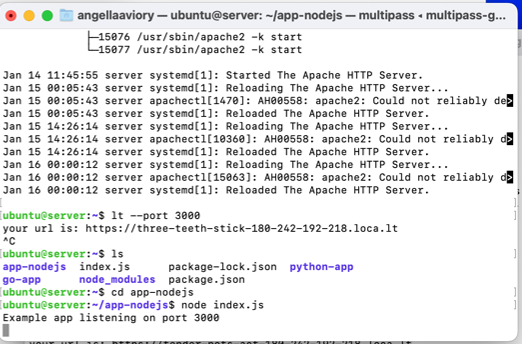 angellaaviory — ubuntu@server: ~/app-nodejs — multipass ◂ multipass-g...
├─15076 /usr/sbin/apache2 -k start
└─15077 /usr/sbin/apache2 -k start
Jan 14 11:45:55 server systemd[1]: Started The Apache HTTP Server.
Jan 15 00:05:43 server systemd[1]: Reloading The Apache HTTP Server...
Jan 15 00:05:43 server apachectl[1470]: AH00558: apache2: Could not reliably de>
Jan 15 00:05:43 server systemd[1]: Reloaded The Apache HTTP Server.
Jan 15 14:26:14 server systemd[1]: Reloading The Apache HTTP Server...
Jan 15 14:26:14 server apachectl[10360]: AH00558: apache2: Could not reliably d>
Jan 15 14:26:14 server systemd[1]: Reloaded The Apache HTTP Server.
Jan 16 00:00:12 server systemd[1]: Reloading The Apache HTTP Server...
Jan 16 00:00:12 server apachectl[15063]: AH00558: apache2: Could not reliably d>
Jan 16 00:00:12 server systemd[1]: Reloaded The Apache HTTP Server.
ubuntu@server:~$ lt --port 3000
your url is: https://three-teeth-stick-180-242-192-218.loca.lt
^C
ubuntu@server:~$ ls
app-nodejs index.js package-lock.json python-app
go-app node_modules package.json
ubuntu@server:~$ cd app-nodejs
ubuntu@server:~/app-nodejs$ node index.js
Example app listening on port 3000